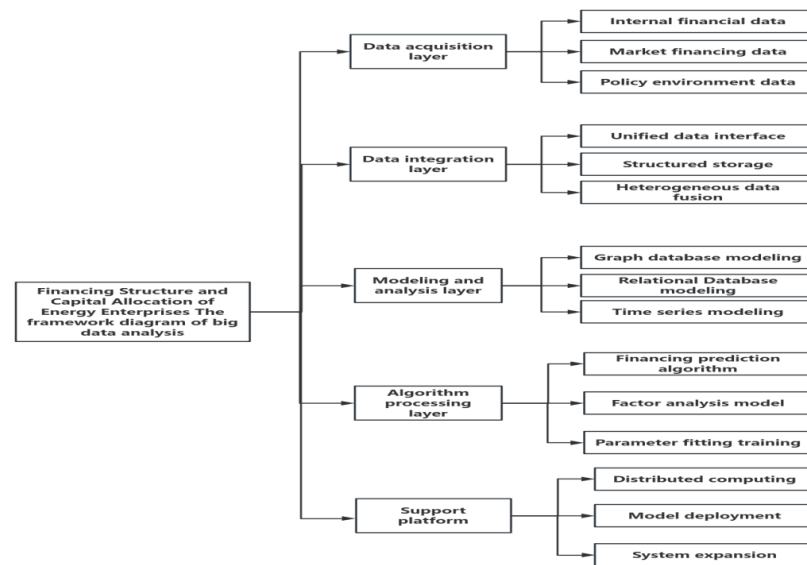 Internal financial data
Data acquisition
layer
Market financing data
Policy environment data
Unified data interface
Data integration
layer
Structured storage
Heterogeneous data
fusion
Graph database modeling
Financing Structure and
Capital Allocation of
Energy Enterprises The
framework diagram of big
data analysis
Modeling and
analysis layer
Relational Database
modeling
Time series modeling
Financing prediction
algorithm
Algorithm
processing
layer
Factor analysis model
Parameter fitting training
Distributed computing
Support
platform
Model deployment
System expansion